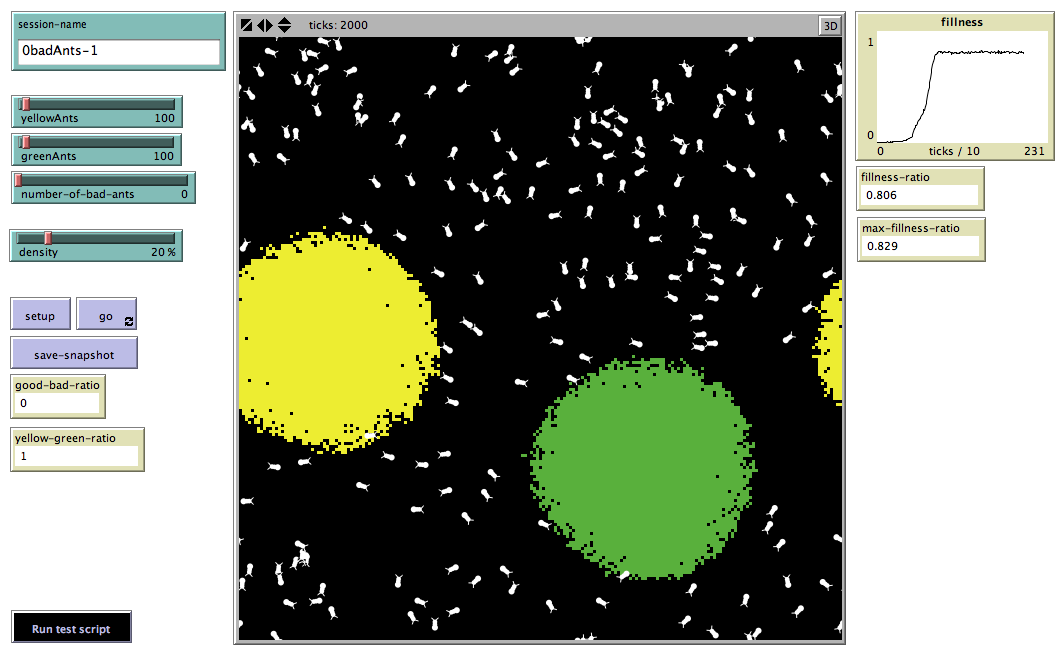 session-name
0badAnts-1
yellowAnts 100
greenAnts 100
number-of-bad-ants 0
density 20 %
setup go
save-snapshot
good-bad-ratio
0
yellow-green-ratio
1
Run test script
ticks: 2000 3D
fillness
1
0
0 ticks / 10 231
fillness-ratio
0.806
max-fillness-ratio
0.829